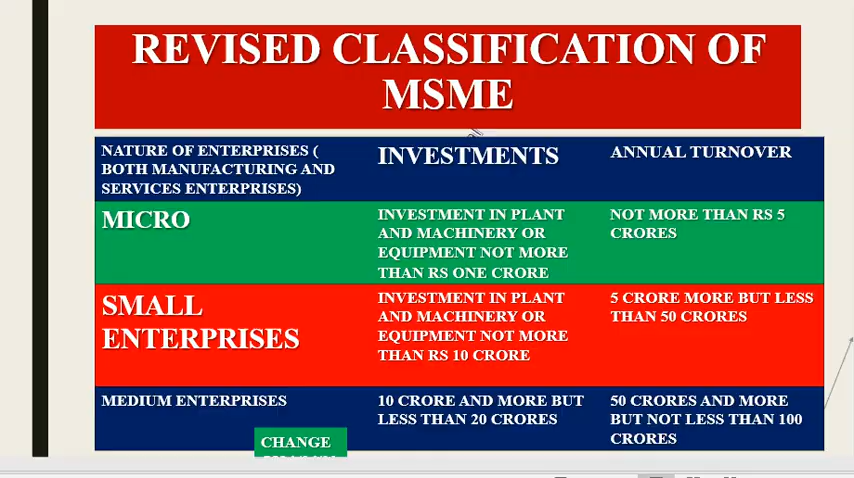 REVISED CLASSIFICATION OF
MSME
NATURE OF ENTERPRISES (
BOTH MANUFACTURING AND
SERVICES ENTERPRISES)
INVESTMENTS
ANNUAL TURNOVER
MICRO
INVESTMENT IN PLANT
AND MACHINERY OR
EQUIPMENT NOT MORE
THAN RS ONE CRORE
NOT MORE THAN RS 5
CRORES
SMALL
ENTERPRISES
INVESTMENT IN PLANT
AND MACHINERY OR
EQUIPMENT NOT MORE
THAN RS 10 CRORE
5 CRORE MORE BUT LESS
THAN 50 CRORES
MEDIUM ENTERPRISES
10 CRORE AND MORE BUT
LESS THAN 20 CRORES
50 CRORES AND MORE
BUT NOT LESS THAN 100
CRORES
CHANGE